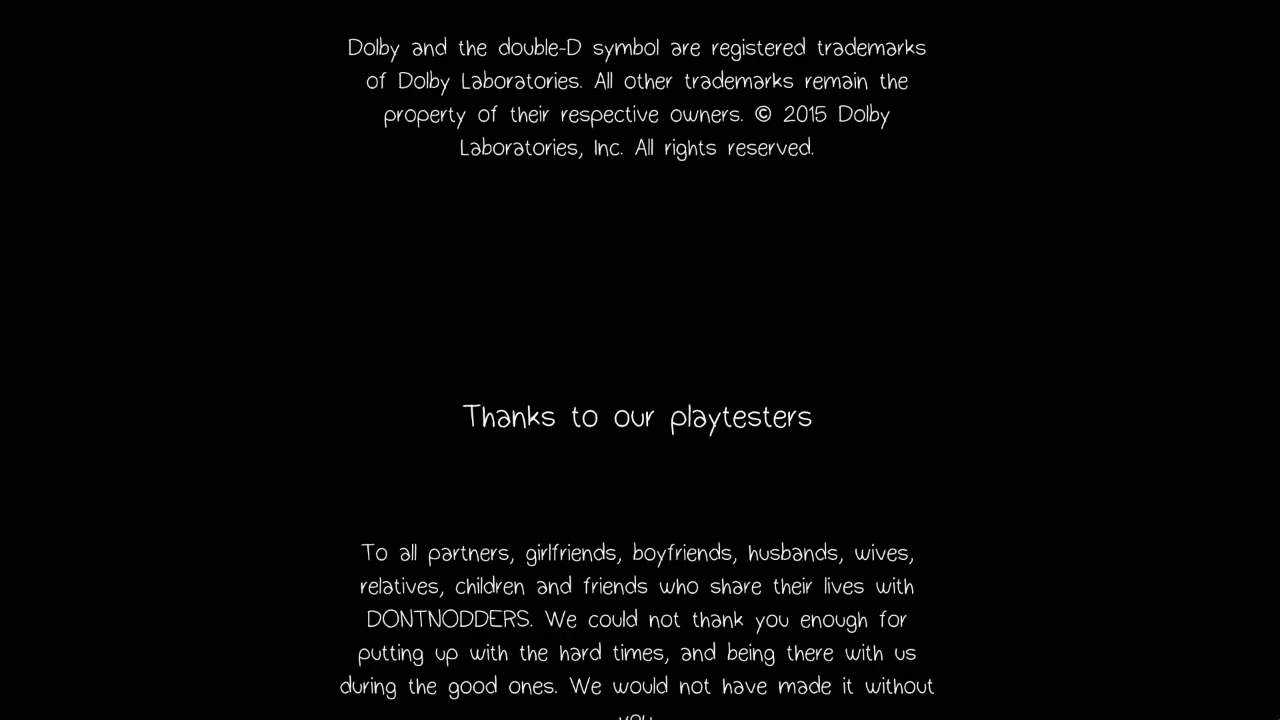 Dolby and the double-D symbol are registered trademarks
of Dolby Laboratories. All other trademarks remain the
property of their respective owners. © 2015 Dolby
Laboratories, Inc. All rights reserved.
Thanks to our playtesters
To all partners, girlfriends, boyfriends, husbands, wives,
relatives, children and friends who share their lives with
DONTNODDERS. We could not thank you enough for
putting up with the hard times, and being there with us
during the good ones. We would not have made it without
you.